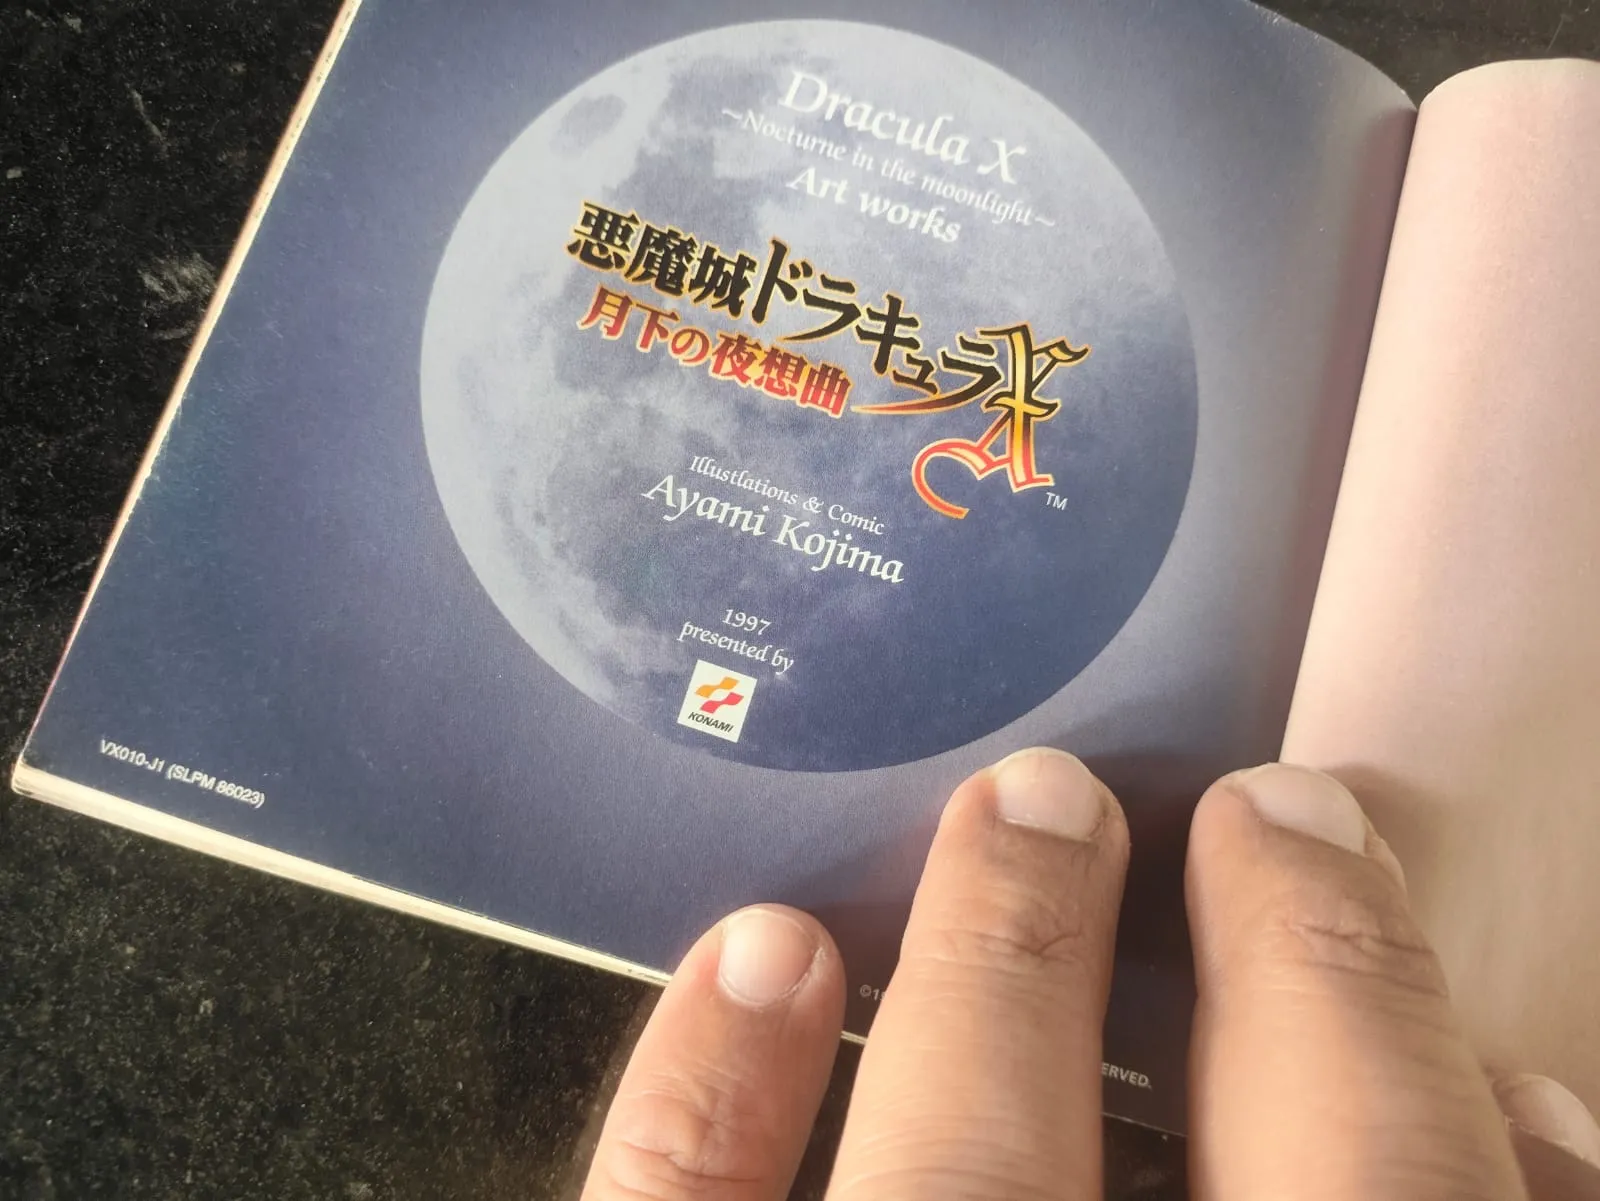 Dracula X
~Nocturne in the moonlight~
Art works
悪魔城ドラキュラX
月下の夜想曲
TM
Illustlations & Comic
Ayami Kojima
1997
presented by
KONAMI
VX010-J1 (SLPM 86023)